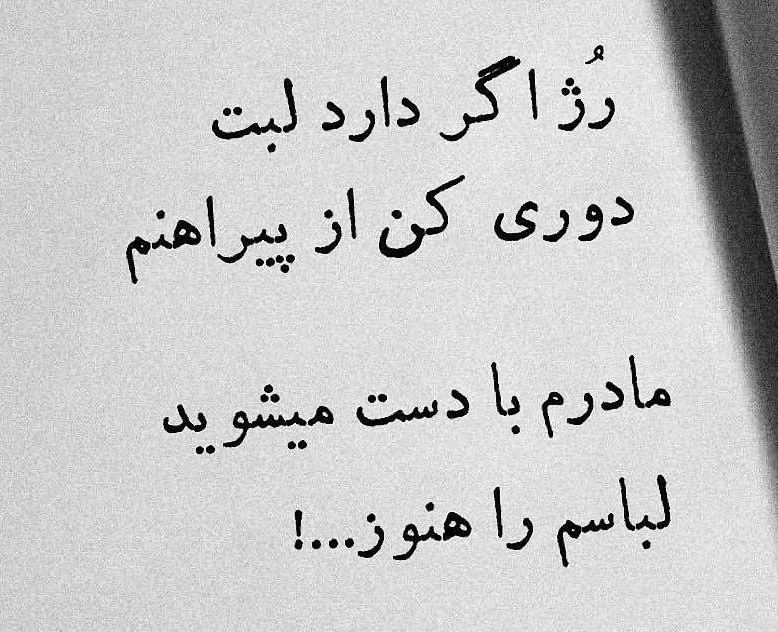 رُژ اگر دارد لبت
دوری کن از پیراهنم
مادرم با دست میشوید
لباسم را هنوز...!